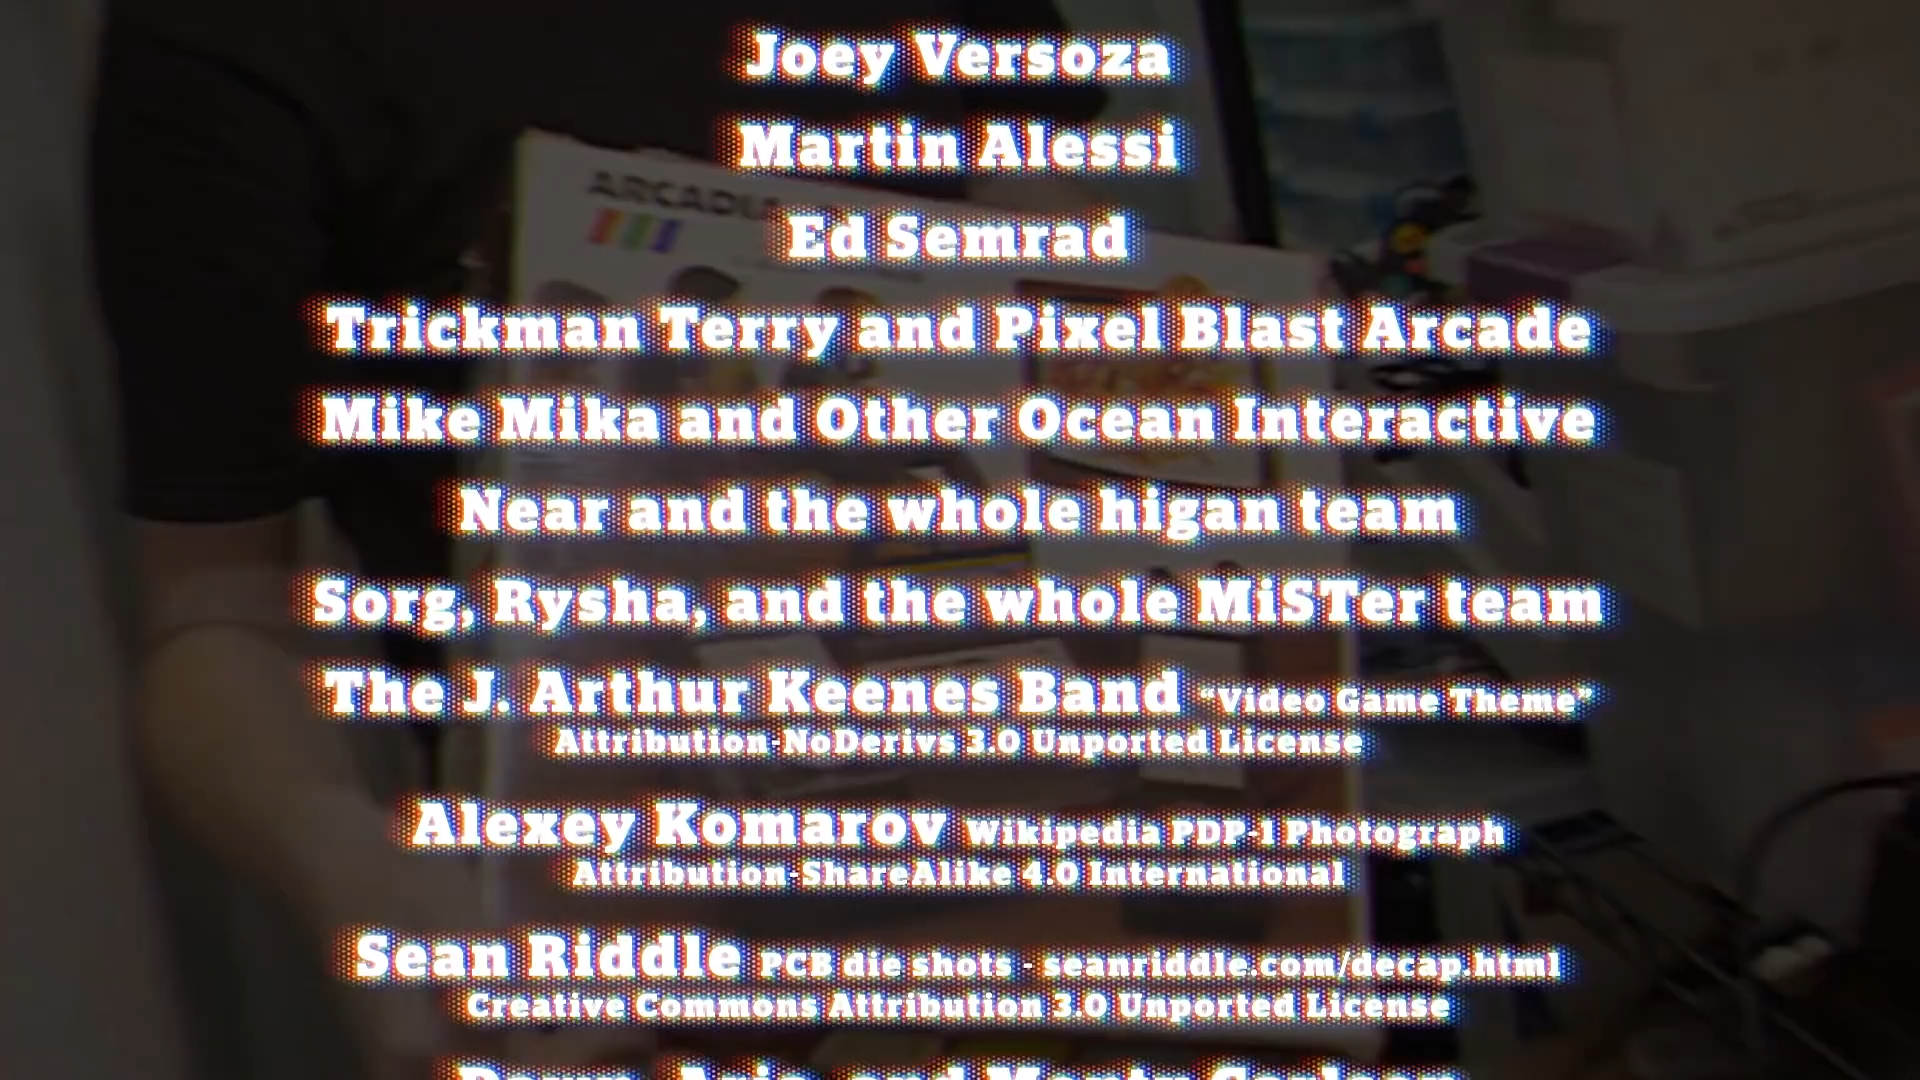 Joey Versoza
Martin Alessi
ARCADIA
Ed Semrad
Trickman Terry and Pixel Blast Arcade
Mike Mika and Other Ocean Interactive
Near and the whole higan team
Sorg, Rysha, and the whole MiSTer team
The J. Arthur Keenes Band “Video Game Theme”
Attribution-NoDerivs 3.0 Unported License
Alexey Komarov Wikipedia PDP-1 Photograph
Attribution-ShareAlike 4.0 International
Sean Riddle PCB die shots - seanriddle.com/decap.html
Creative Commons Attribution 3.0 Unported License